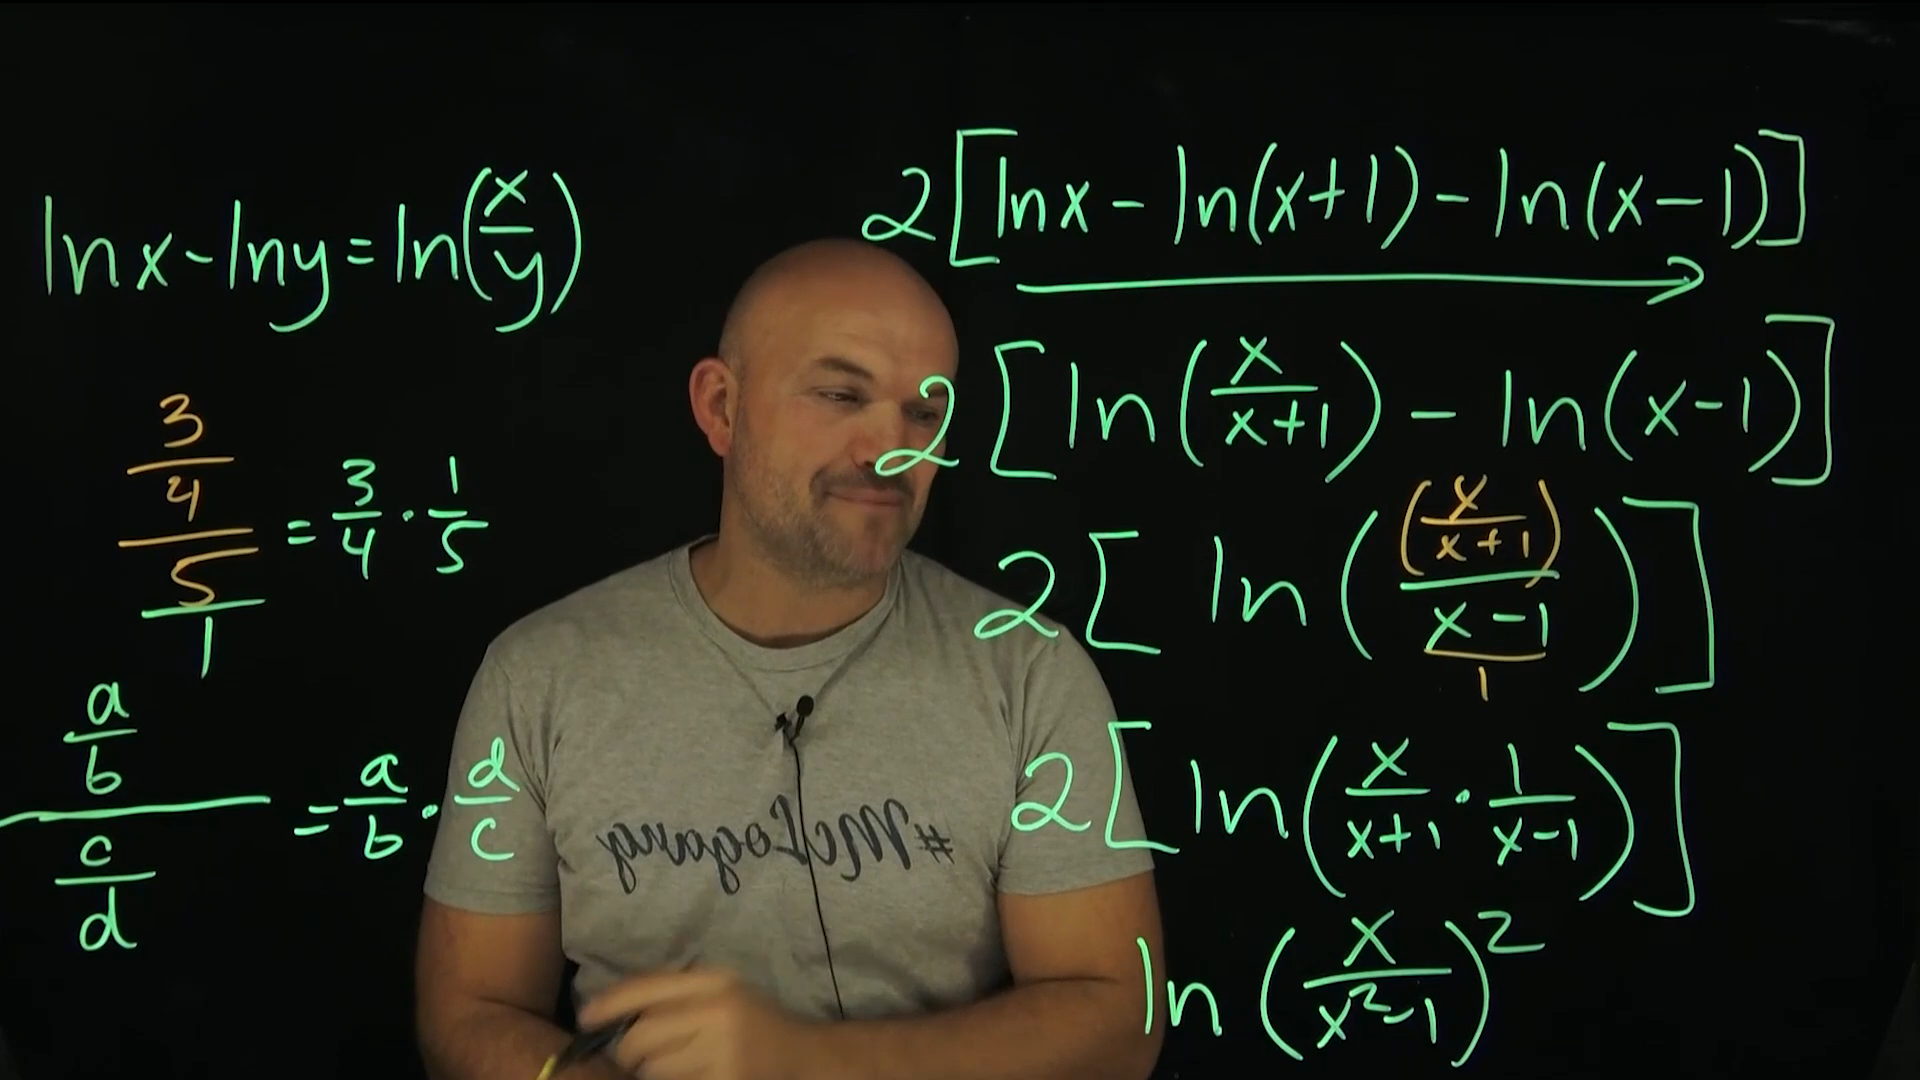 ln x - ln y = ln(x/y)
3/4 / 5/1 = 3/4 · 1/5
a/b / c/d = a/b · d/c
#McLogang
2[ln x - ln(x+1) - ln(x-1)]
2[ln(x/x+1) - ln(x-1)]
2[ln((x/x+1) / x-1/1)]
2[ln(x/x+1 · 1/x-1)]
ln(x/x²-1)²